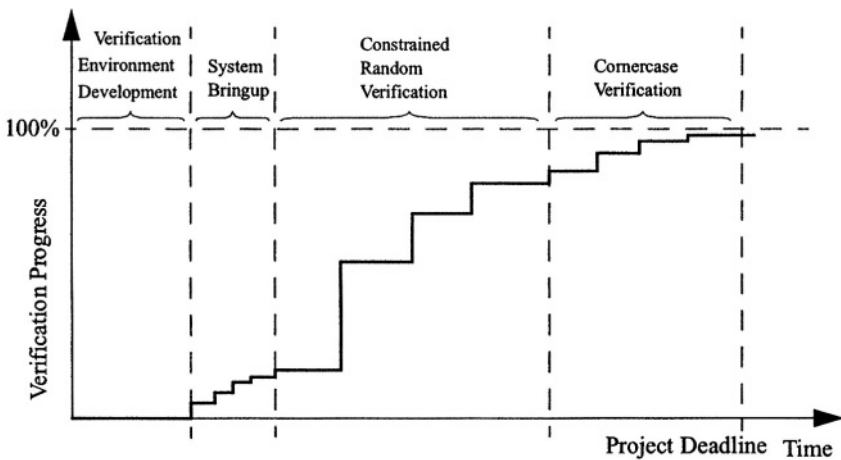 Verification
Environment
Development
System
Bringup
Constrained
Random
Verification
Cornercase
Verification
100%
Verification Progress
Project Deadline
Time